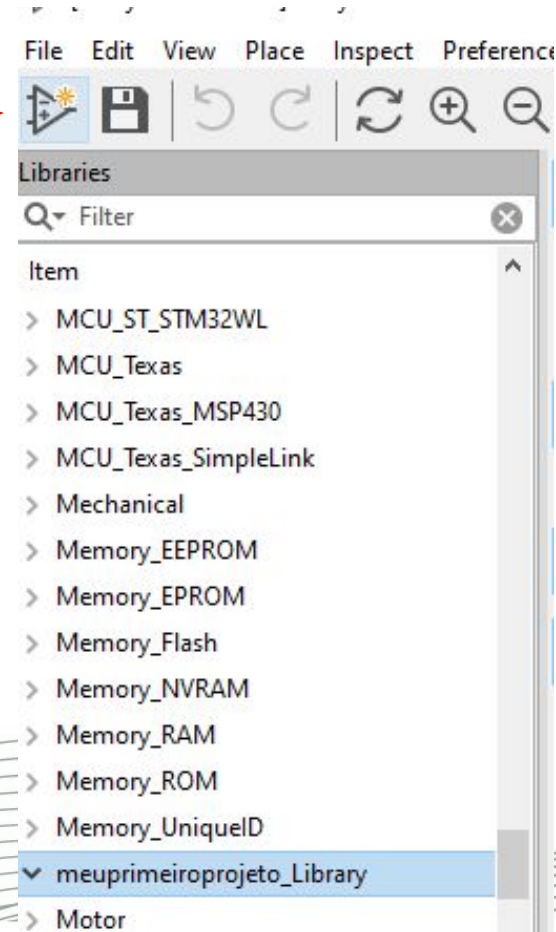 File Edit View Place Inspect Preference
Libraries
Filter
Item
MCU_ST_STM32WL
MCU_Texas
MCU_Texas_MSP430
MCU_Texas_SimpleLink
Mechanical
Memory_EEPROM
Memory_EPROM
Memory_Flash
Memory_NVRAM
Memory_RAM
Memory_ROM
Memory_UniqueID
meuprimeiroprojeto_Library
Motor